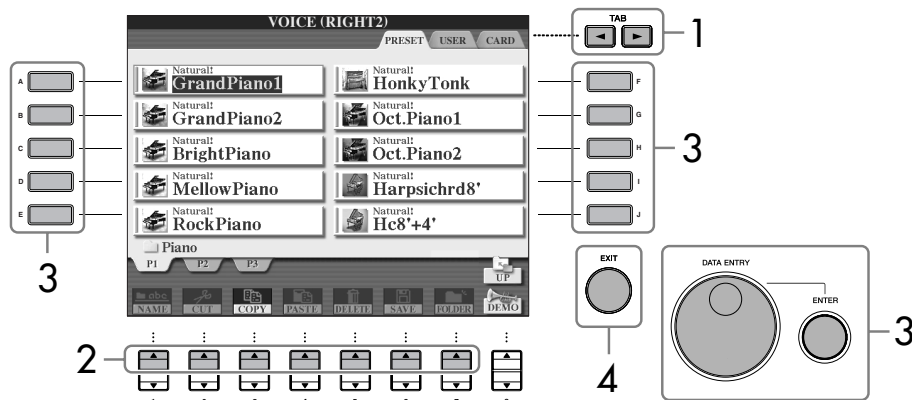 VOICE (RIGHT2)
TAB
1
PRESET USER CARD
A
B
C
D
E
3
Natural!
GrandPiano1
Natural!
GrandPiano2
Natural!
BrightPiano
Natural!
MellowPiano
Natural!
RockPiano
Natural!
HonkyTonk
Natural!
Oct.Piano1
Natural!
Oct.Piano2
Natural!
Harpsichrd8'
Natural!
Hc8'+4'
F
G
H
I
J
3
Piano
P1 P2 P3
UP
abc
NAME CUT COPY PASTE DELETE SAVE FOLDER DEMO
2
EXIT
4
DATA ENTRY
ENTER
3